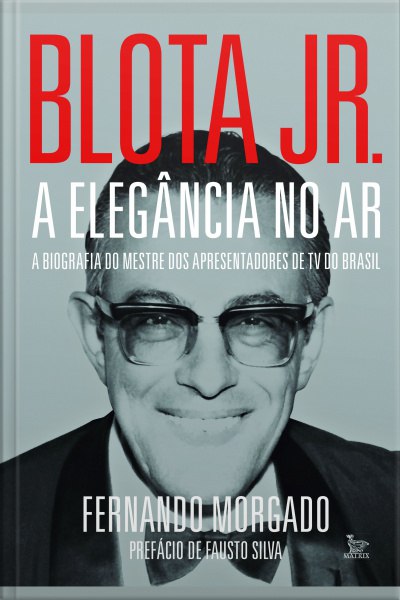 BLOTA JR.
A ELEGÂNCIA NO AR
A BIOGRAFIA DO MESTRE DOS APRESENTADORES DE TV DO BRASIL
FERNANDO MORGADO
PREFÁCIO DE FAUSTO SILVA
MATRIX